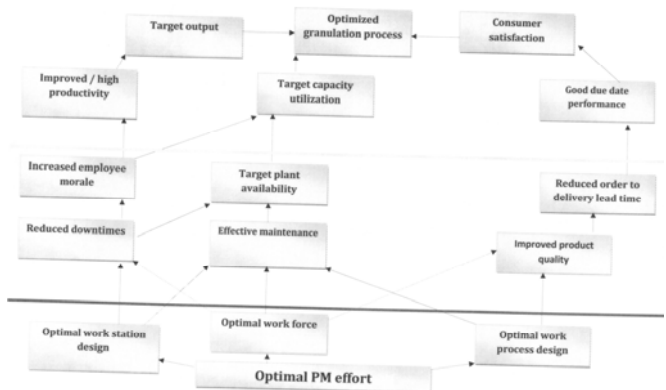 Target output
Optimized
granulation process
Consumer
satisfaction
Improved / high
productivity
Target capacity
utilization
Good due date
performance
Increased employee
morale
Target plant
availability
Reduced order to
delivery lead time
Reduced downtimes
Effective maintenance
Improved product
quality
Optimal work station
design
Optimal work force
Optimal work
process design
Optimal PM effort